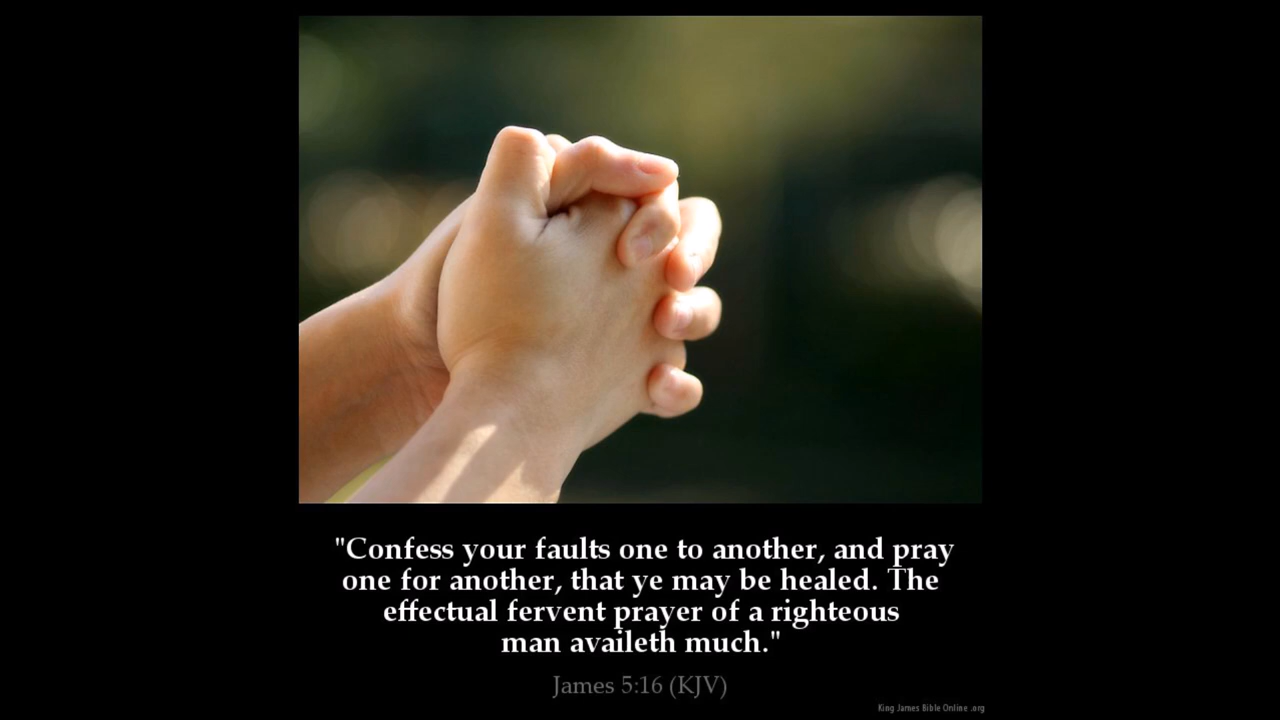 "Confess your faults one to another, and pray
one for another, that ye may be healed. The
effectual fervent prayer of a righteous
man availeth much."
James 5:16 (KJV)
King James Bible Online .org